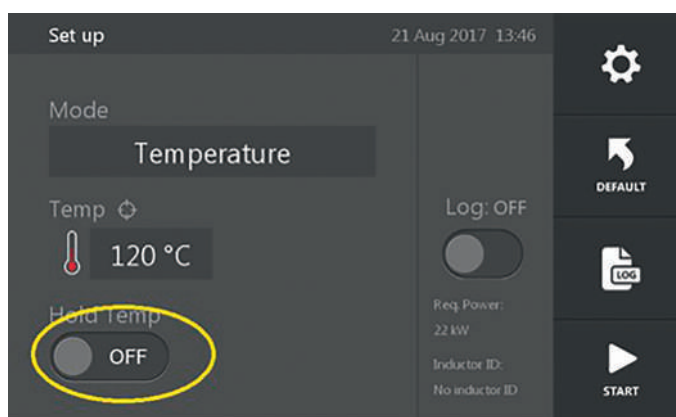 Set up
21 Aug 2017 13:46
Mode
Temperature
Temp
120 °C
Hold Temp
OFF
Log: OFF
Req. Power:
22 kW
Inductor ID:
No inductor ID
DEFAULT
LOG
START